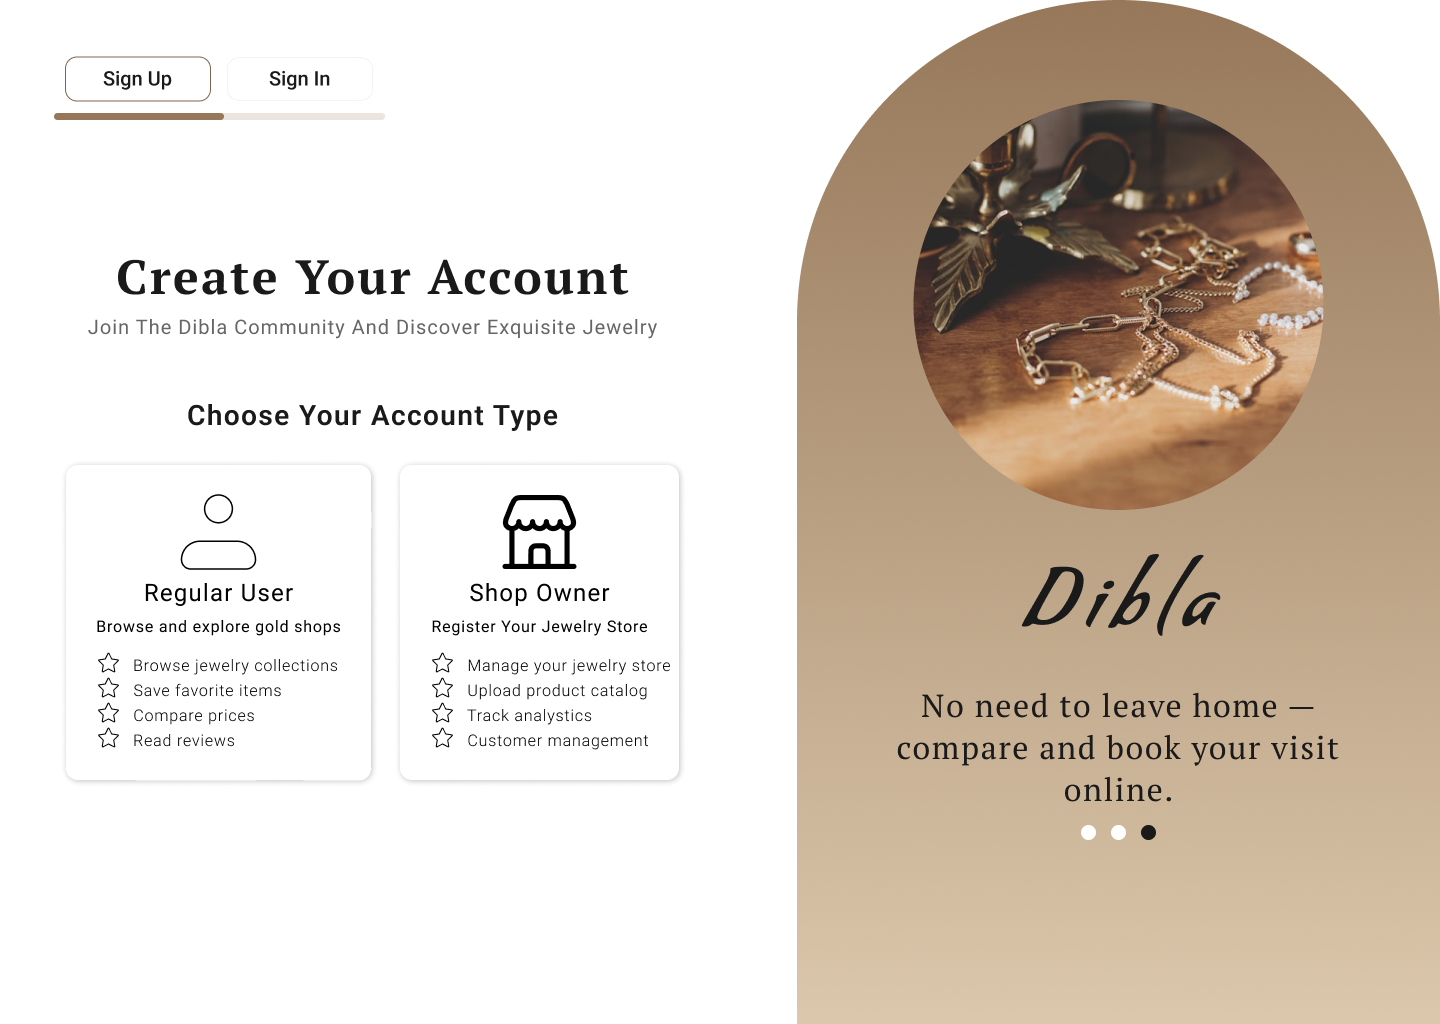 Sign Up
Sign In
Create Your Account
Join The Dibla Community And Discover Exquisite Jewelry
Choose Your Account Type
Regular User
Browse and explore gold shops
Browse jewelry collections
Save favorite items
Compare prices
Read reviews
Shop Owner
Register Your Jewelry Store
Manage your jewelry store
Upload product catalog
Track analystics
Customer management
Dibla
No need to leave home —
compare and book your visit
online.